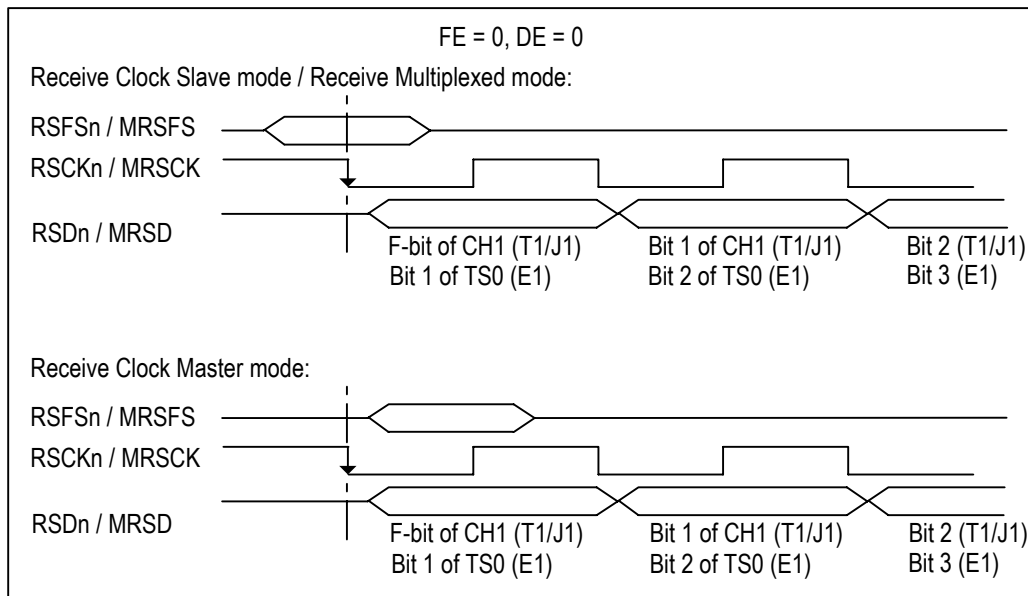 FE = 0, DE = 0
Receive Clock Slave mode / Receive Multiplexed mode:
RSFSn / MRSFS
RSCKn / MRSCK
RSDn / MRSD
F-bit of CH1 (T1/J1)
Bit 1 of TS0 (E1)
Bit 1 of CH1 (T1/J1)
Bit 2 of TS0 (E1)
Bit 2 (T1/J1)
Bit 3 (E1)
Receive Clock Master mode:
RSFSn / MRSFS
RSCKn / MRSCK
RSDn / MRSD
F-bit of CH1 (T1/J1)
Bit 1 of TS0 (E1)
Bit 1 of CH1 (T1/J1)
Bit 2 of TS0 (E1)
Bit 2 (T1/J1)
Bit 3 (E1)